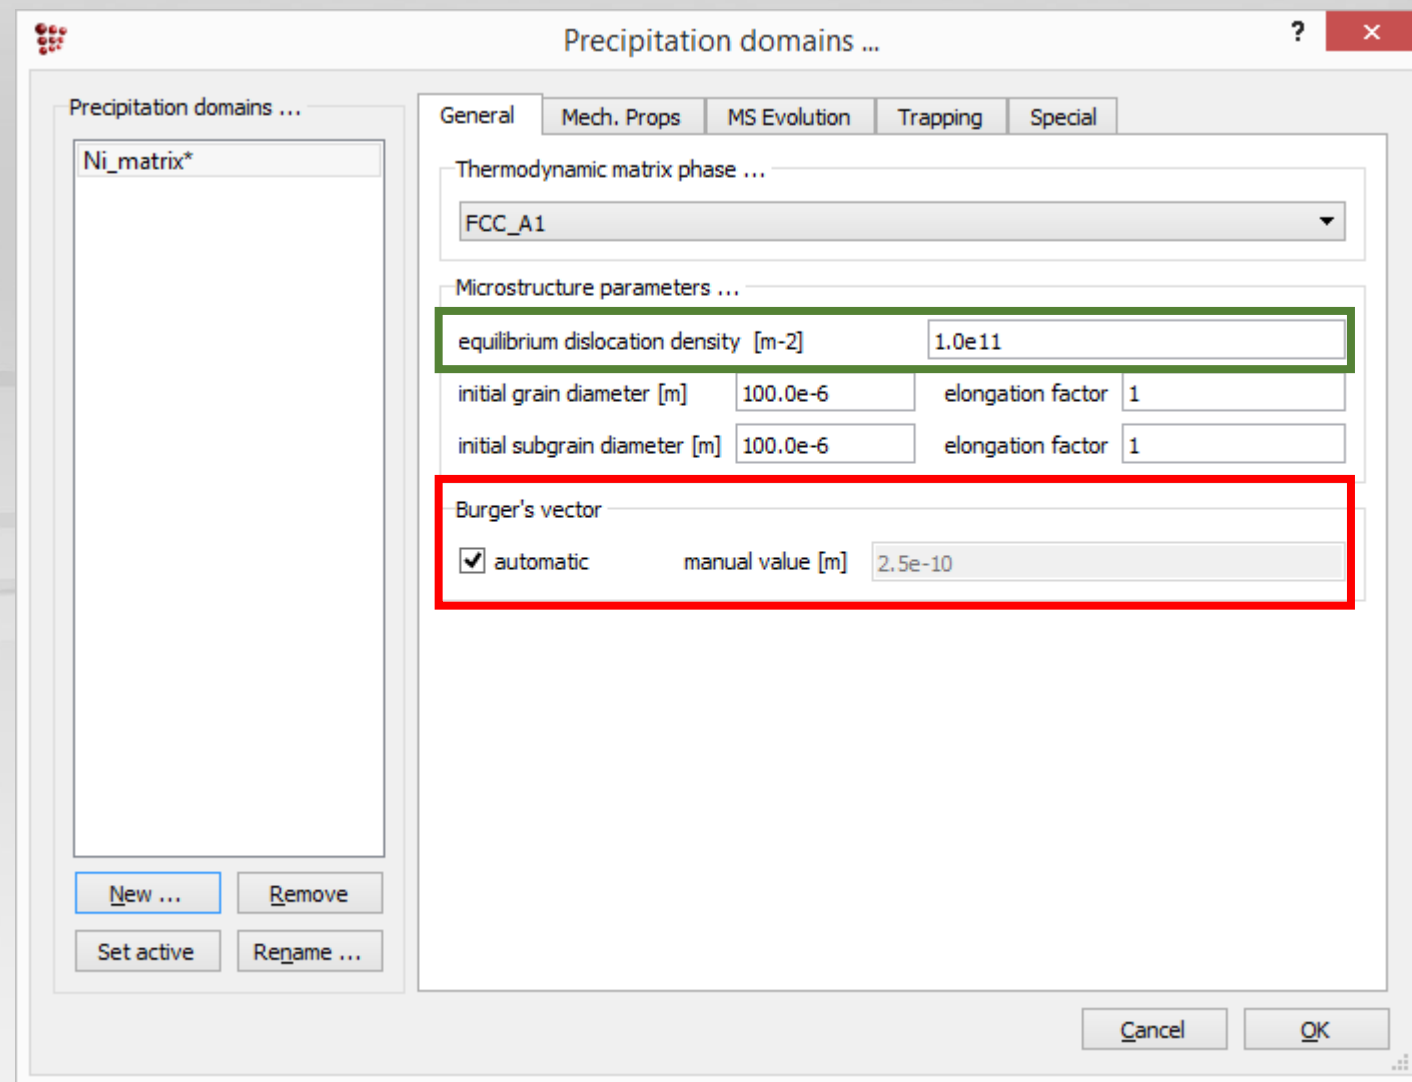 Precipitation domains ...
?
Precipitation domains ...
Ni_matrix*
New ...
Remove
Set active
Rename ...
General
Mech. Props
MS Evolution
Trapping
Special
Thermodynamic matrix phase ...
FCC_A1
Microstructure parameters ...
equilibrium dislocation density [m-2] 1.0e11
initial grain diameter [m] 100.0e-6 elongation factor 1
initial subgrain diameter [m] 100.0e-6 elongation factor 1
Burger's vector
automatic manual value [m] 2.5e-10
Cancel
OK